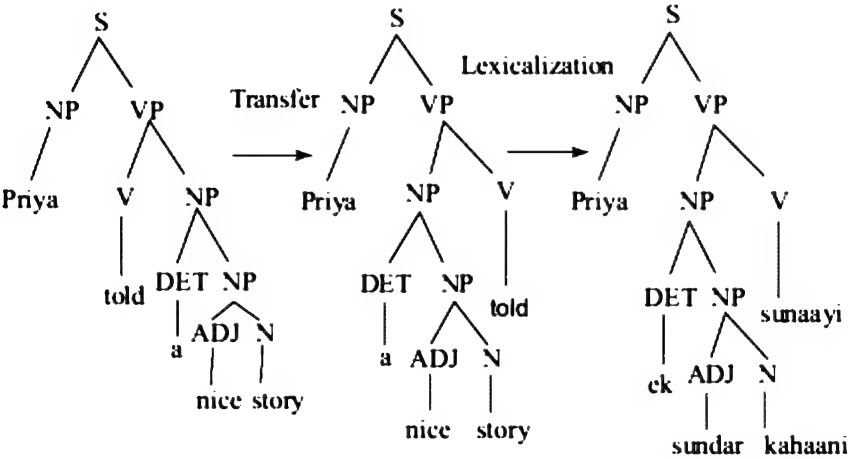 S S S
Lexicalization
NP VP Transfer NP VP NP VP
Priya V NP Priya NP V Priya NP V
told DET NP DET NP told DET NP sunaayi
a ADJ N a ADJ N ek ADJ N
nice story nice story sundar kahaani